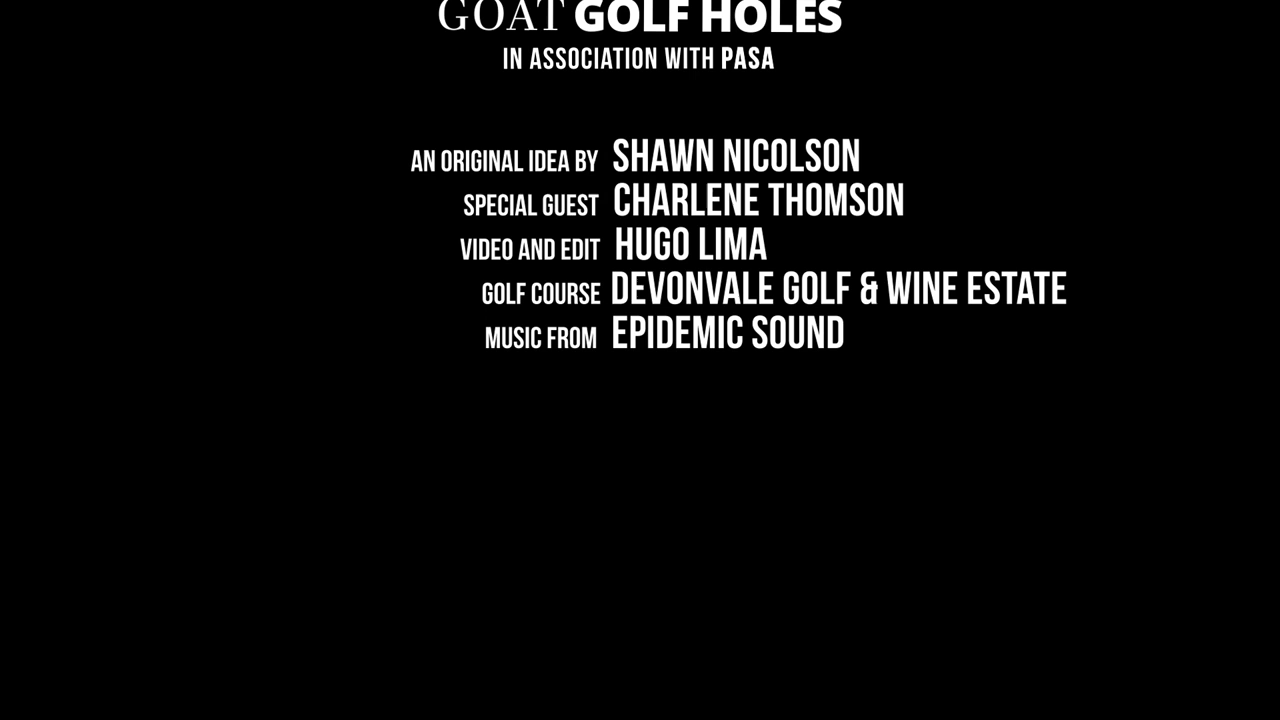 GOAT GOLF HOLES
IN ASSOCIATION WITH PASA
AN ORIGINAL IDEA BY SHAWN NICOLSON
SPECIAL GUEST CHARLENE THOMSON
VIDEO AND EDIT HUGO LIMA
GOLF COURSE DEVONVALE GOLF & WINE ESTATE
MUSIC FROM EPIDEMIC SOUND